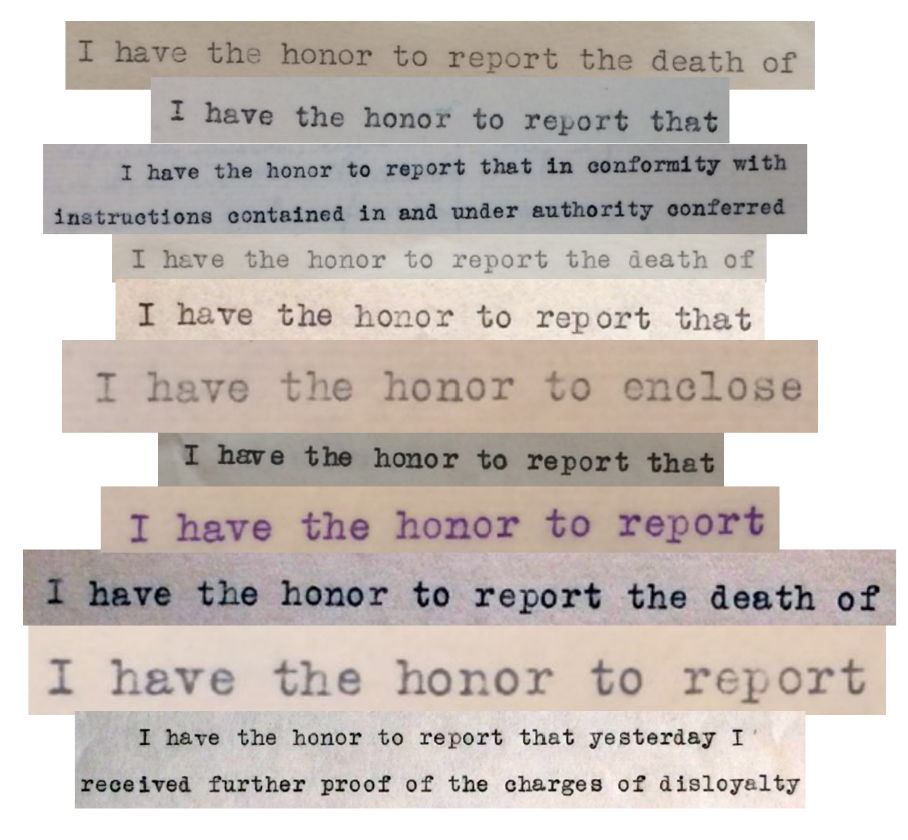 I have the honor to report the death of
I have the honor to report that
I have the honor to report that in conformity with
instructions contained in and under authority conferred
I have the honor to report the death of
I have the honor to report that
I have the honor to enclose
I have the honor to report that
I have the honor to report
I have the honor to report the death of
I have the honor to report
I have the honor to report that yesterday I
received further proof of the charges of disloyalty